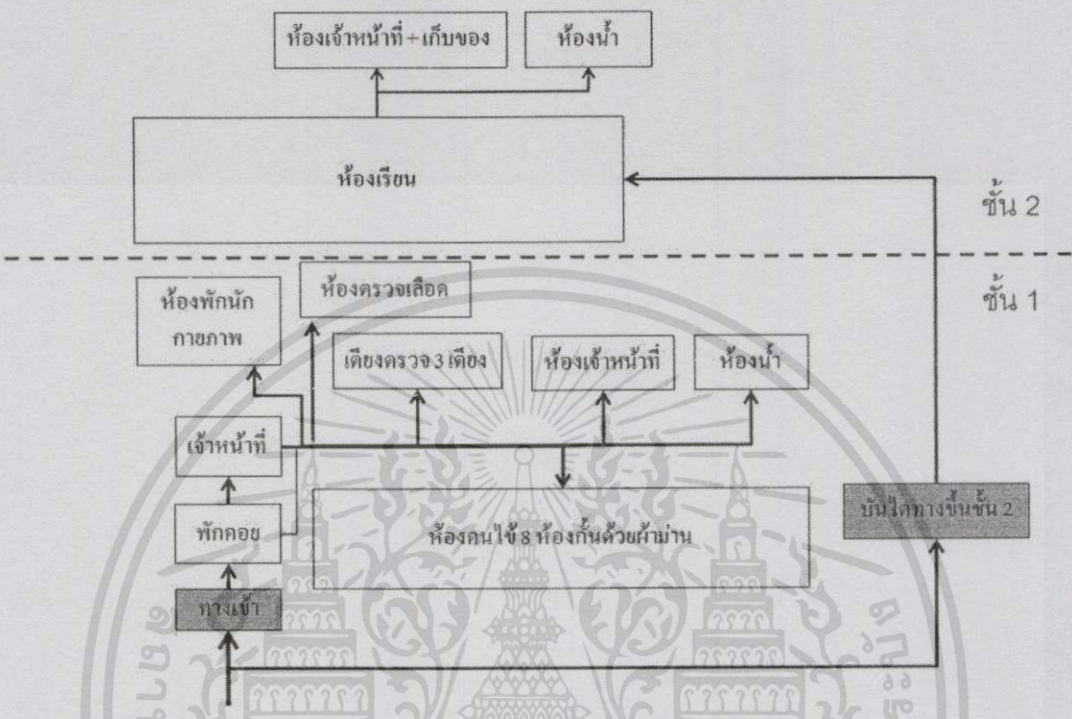 ห้องเจ้าหน้าที่+เก็บของ
ห้องน้ำ
ห้องเรียน
ชั้น 2
ชั้น 1
ห้องพักนัก
กายภาพ
ห้องตรวจเลือด
เตียงตรวจ 3 เตียง
ห้องเจ้าหน้าที่
ห้องน้ำ
เจ้าหน้าที่
พักคอย
ห้องคนไข้ 8 ห้องกั้นด้วยผ้าม่าน
บันไดทางขึ้นชั้น 2
ทางเข้า